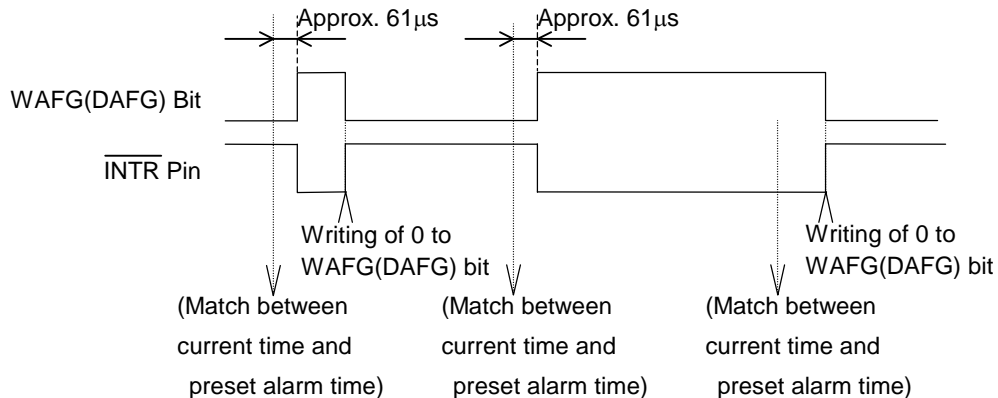 Approx. 61μs
Approx. 61μs
WAFG(DAFG) Bit
INTR Pin
Writing of 0 to
WAFG(DAFG) bit
Writing of 0 to
WAFG(DAFG) bit
(Match between
current time and
preset alarm time)
(Match between
current time and
preset alarm time)
(Match between
current time and
preset alarm time)